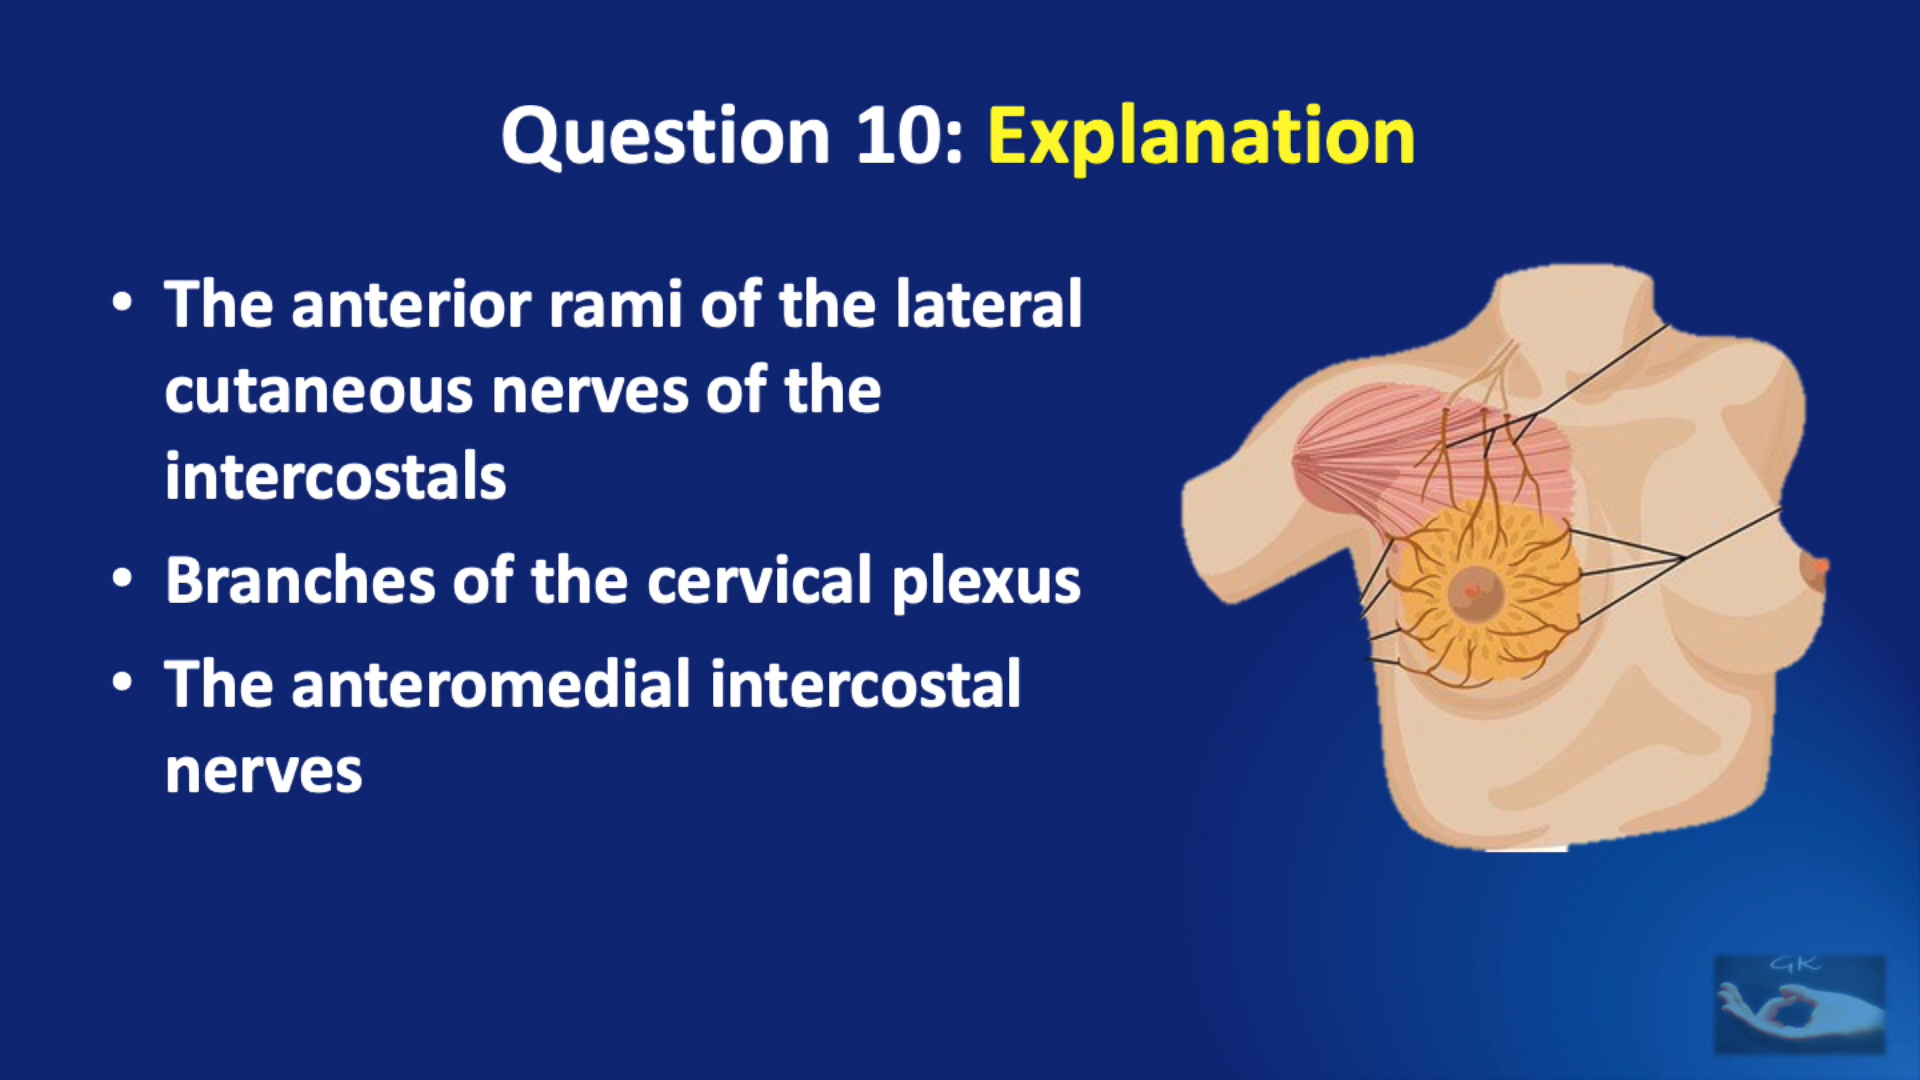 Question 10: Explanation
• The anterior rami of the lateral
cutaneous nerves of the
intercostals
• Branches of the cervical plexus
• The anteromedial intercostal
nerves
GK